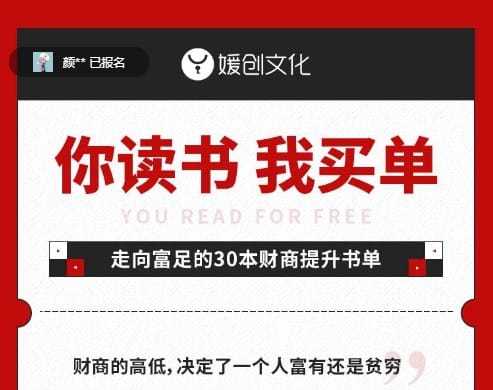 颜** 已报名
媛创文化
你读书 我买单
YOU READ FOR FREE
走向富足的30本财商提升书单
财商的高低,决定了一个人富有还是贫穷